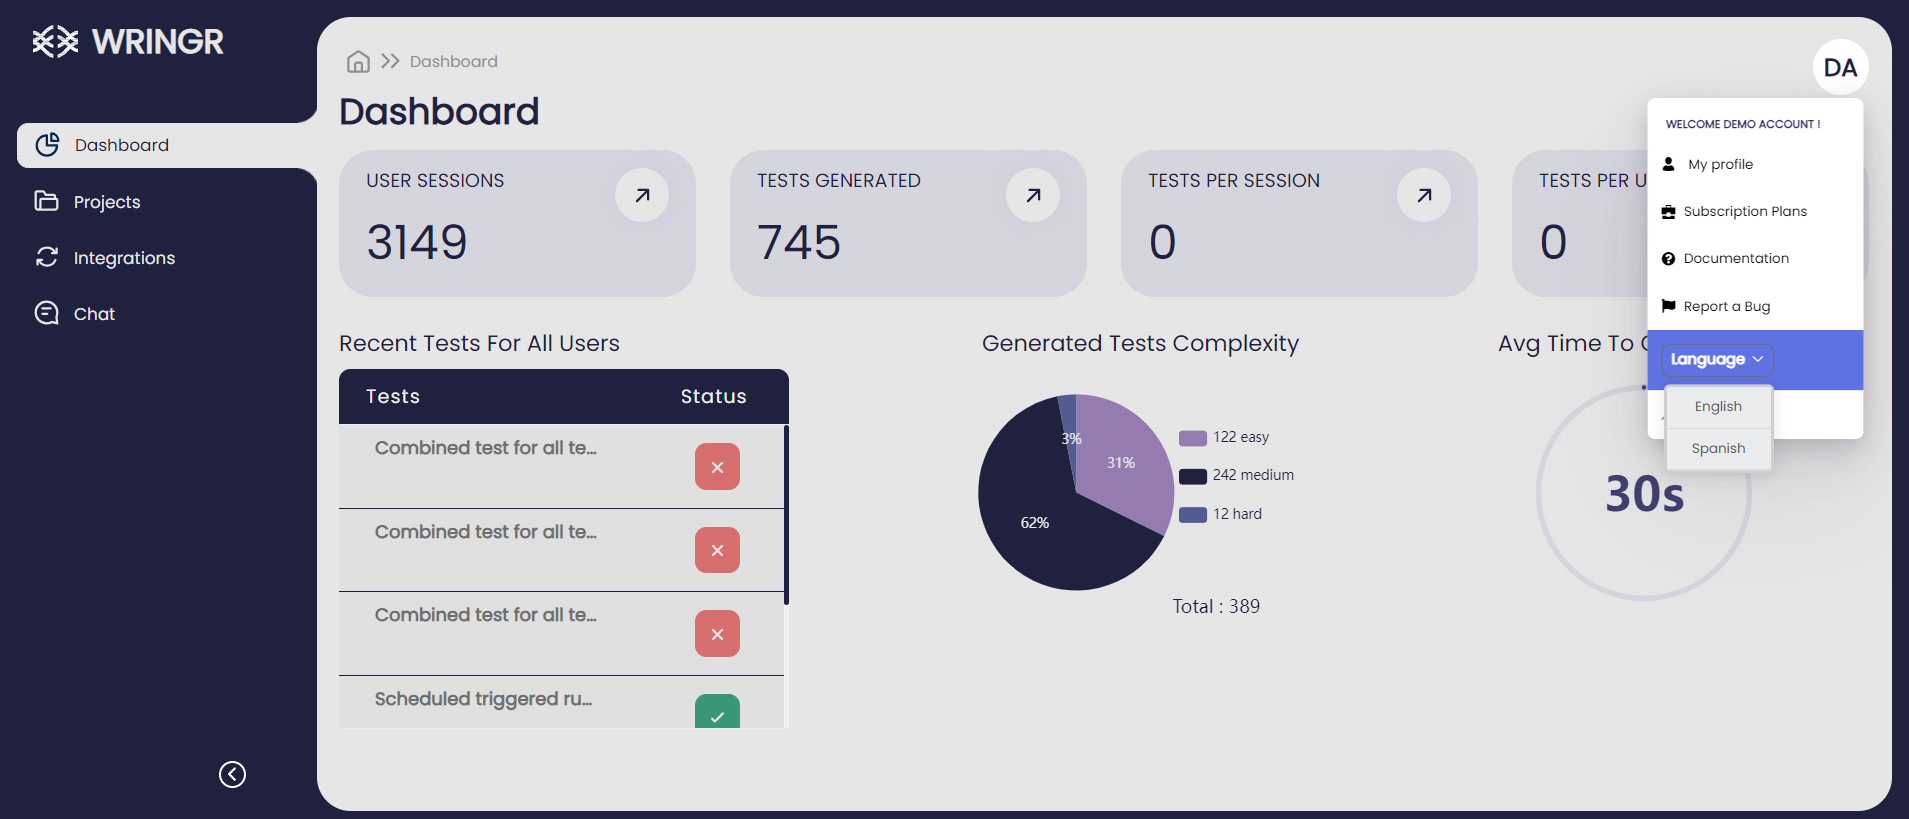 WRINGR
Dashboard
Projects
Integrations
Chat
Dashboard
Dashboard
DA
USER SESSIONS
3149
TESTS GENERATED
745
TESTS PER SESSION
0
TESTS PER U
0
WELCOME DEMO ACCOUNT !
My profile
Subscription Plans
Documentation
Report a Bug
Language
English
Spanish
Recent Tests For All Users
Tests Status
Combined test for all te...
Combined test for all te...
Combined test for all te...
Scheduled triggered ru...
Generated Tests Complexity
3%
31%
62%
122 easy
242 medium
12 hard
Total : 389
Avg Time To
30s